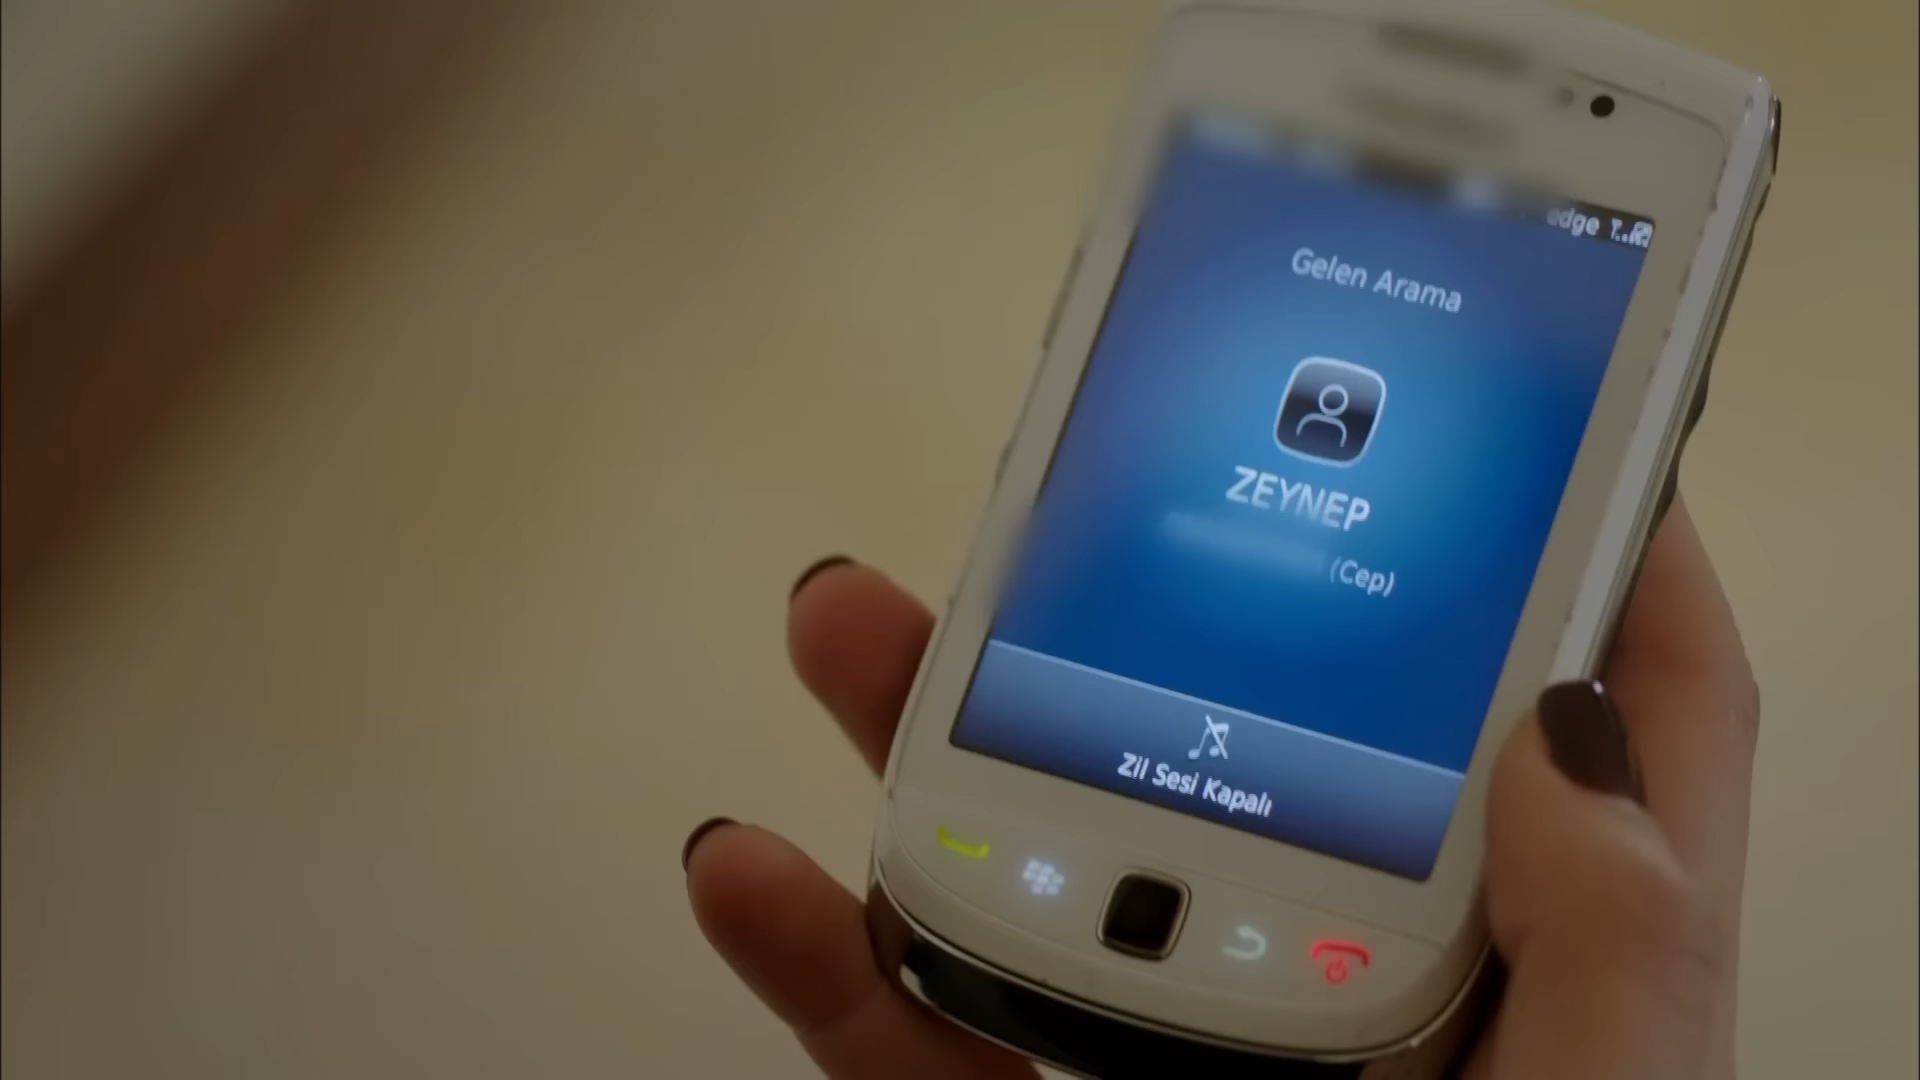 edge
Gelen Arama
ZEYNEP
(Cep)
Zil Sesi Kapalı